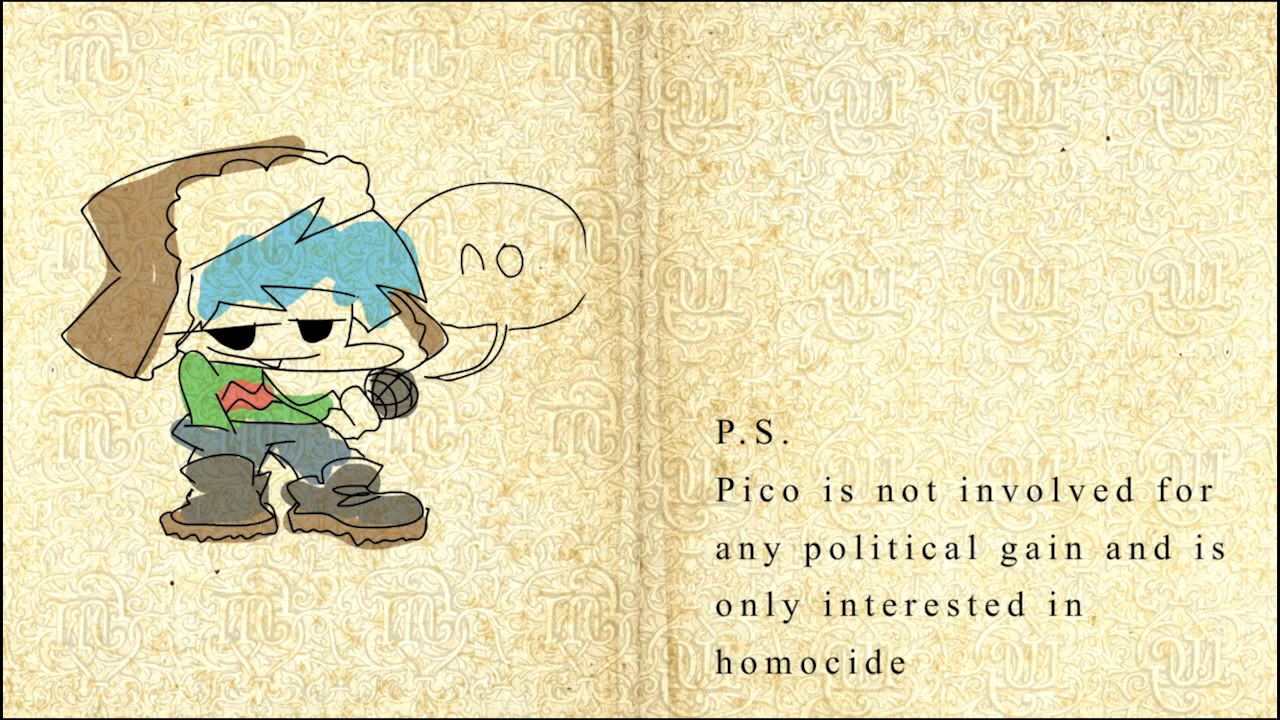 no
P.S.
Pico is not involved for
any political gain and is
only interested in
homocide